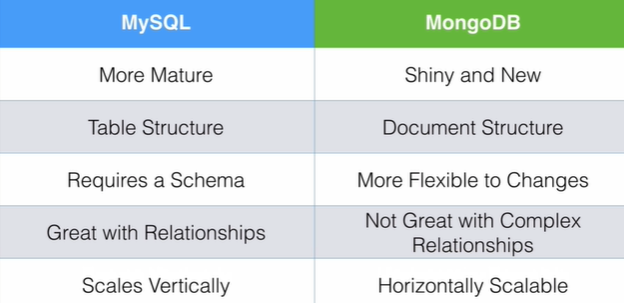 MySQL MongoDB
More Mature Shiny and New
Table Structure Document Structure
Requires a Schema More Flexible to Changes
Great with Relationships Not Great with Complex
Relationships
Scales Vertically Horizontally Scalable